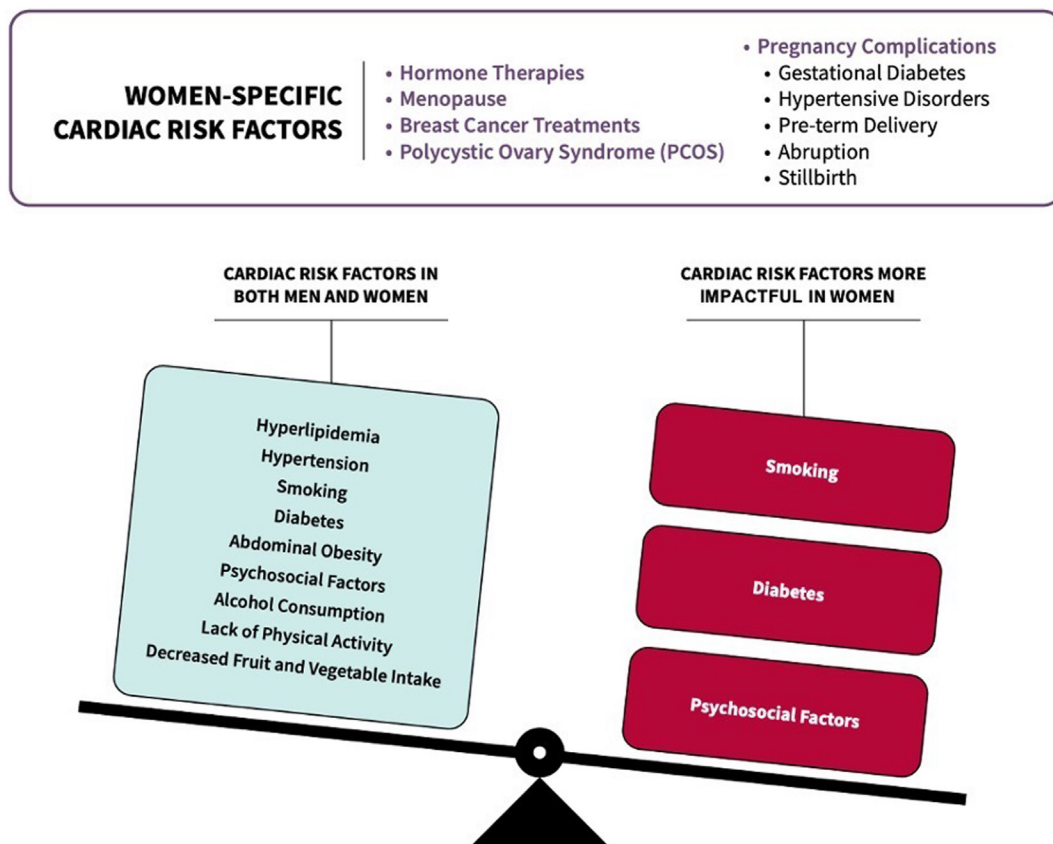 WOMEN-SPECIFIC
CARDIAC RISK FACTORS
• Hormone Therapies
• Menopause
• Breast Cancer Treatments
• Polycystic Ovary Syndrome (PCOS)
• Pregnancy Complications
• Gestational Diabetes
• Hypertensive Disorders
• Pre-term Delivery
• Abruption
• Stillbirth
CARDIAC RISK FACTORS IN
BOTH MEN AND WOMEN
Hyperlipidemia
Hypertension
Smoking
Diabetes
Abdominal Obesity
Psychosocial Factors
Alcohol Consumption
Lack of Physical Activity
Decreased Fruit and Vegetable Intake
CARDIAC RISK FACTORS MORE
IMPACTFUL IN WOMEN
Smoking
Diabetes
Psychosocial Factors